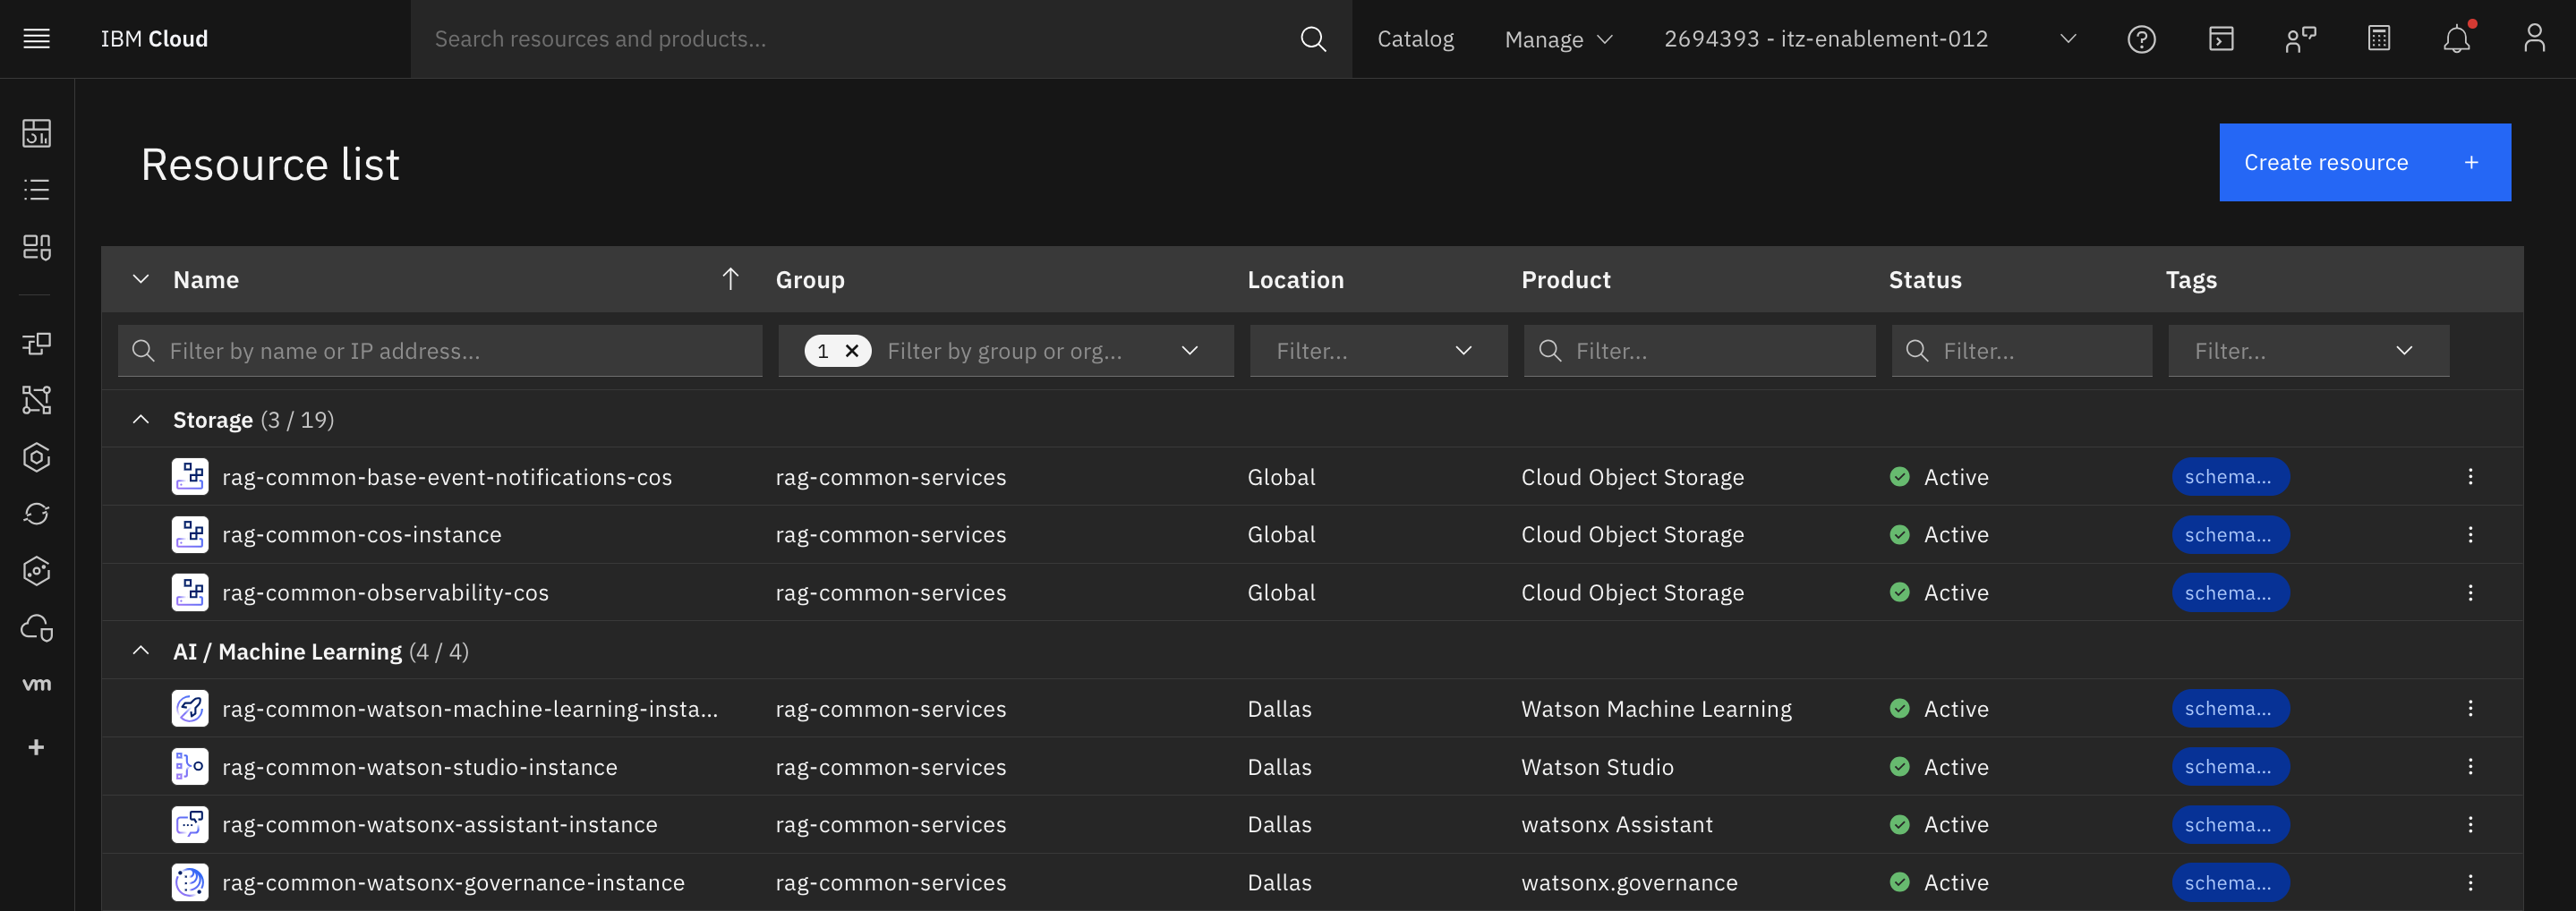 IBM Cloud
Search resources and products...
Catalog
Manage
2694393 - itz-enablement-012
Resource list
Create resource +
Name Group Location Product Status Tags
Filter by name or IP address... 1 Filter by group or org... Filter... Filter... Filter... Filter...
Storage (3 / 19)
rag-common-base-event-notifications-cos rag-common-services Global Cloud Object Storage Active schema...
rag-common-cos-instance rag-common-services Global Cloud Object Storage Active schema...
rag-common-observability-cos rag-common-services Global Cloud Object Storage Active schema...
AI / Machine Learning (4 / 4)
rag-common-watson-machine-learning-insta... rag-common-services Dallas Watson Machine Learning Active schema...
rag-common-watson-studio-instance rag-common-services Dallas Watson Studio Active schema...
vm
rag-common-watsonx-assistant-instance rag-common-services Dallas watsonx Assistant Active schema...
rag-common-watsonx-governance-instance rag-common-services Dallas watsonx.governance Active schema...